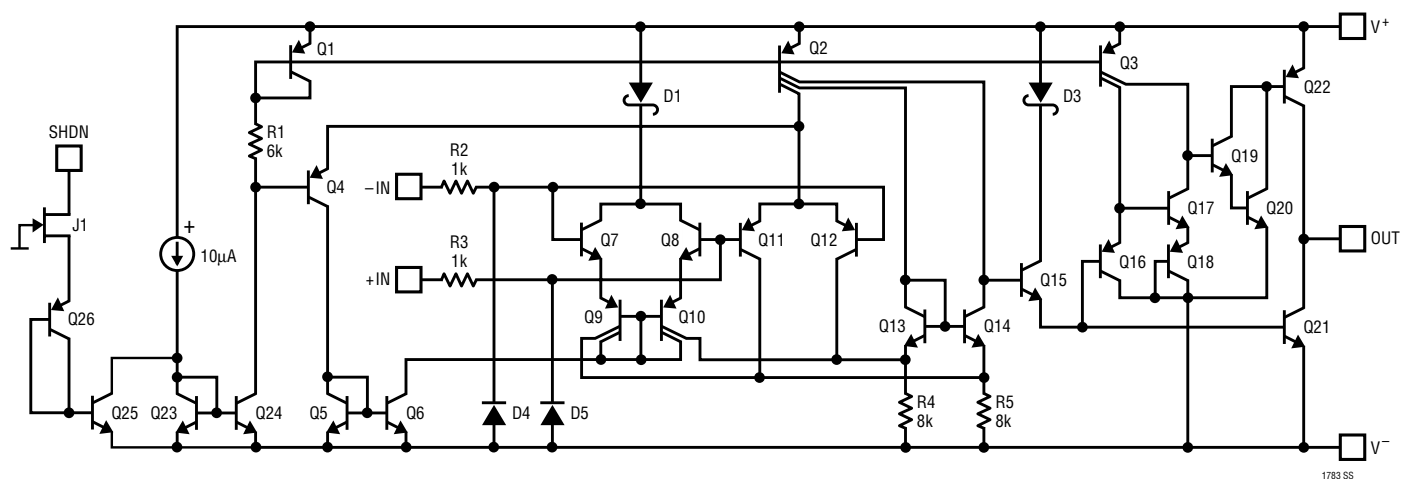 V+
Q1
Q2
Q3
D1
D3
Q22
SHDN
R1
6k
R2
1k
Q19
Q4
–IN
Q17
Q20
J1
+
10µA
R3
1k
Q7
Q8
Q11
Q12
OUT
+IN
Q16
Q18
Q15
Q26
Q9
Q10
Q13
Q14
Q21
Q25
Q23
Q24
Q5
Q6
D4
D5
R4
8k
R5
8k
V–
1783 SS